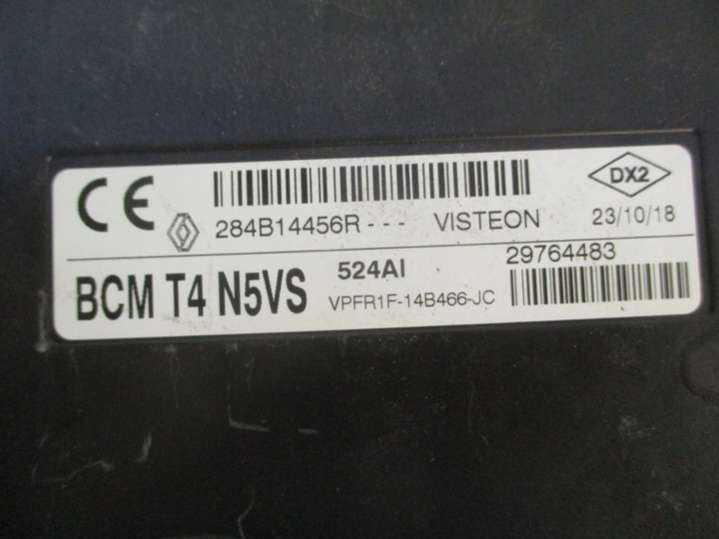 CE DX2
284B14456R--- VISTEON 23/10/18
BCM T4 N5VS 524AI 29764483
VPFR1F-14B466-JC